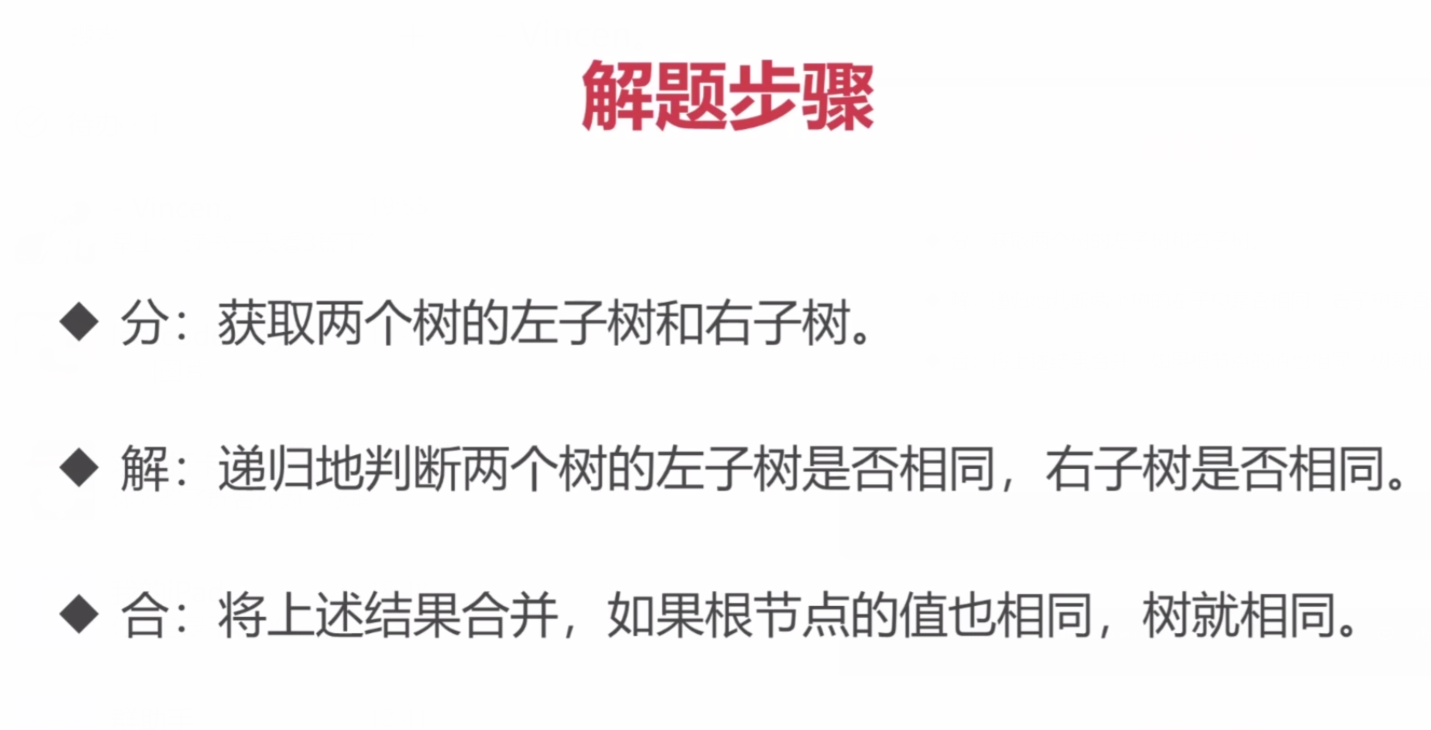 解题步骤
◆ 分：获取两个树的左子树和右子树。
◆ 解：递归地判断两个树的左子树是否相同，右子树是否相同。
◆ 合：将上述结果合并，如果根节点的值也相同，树就相同。